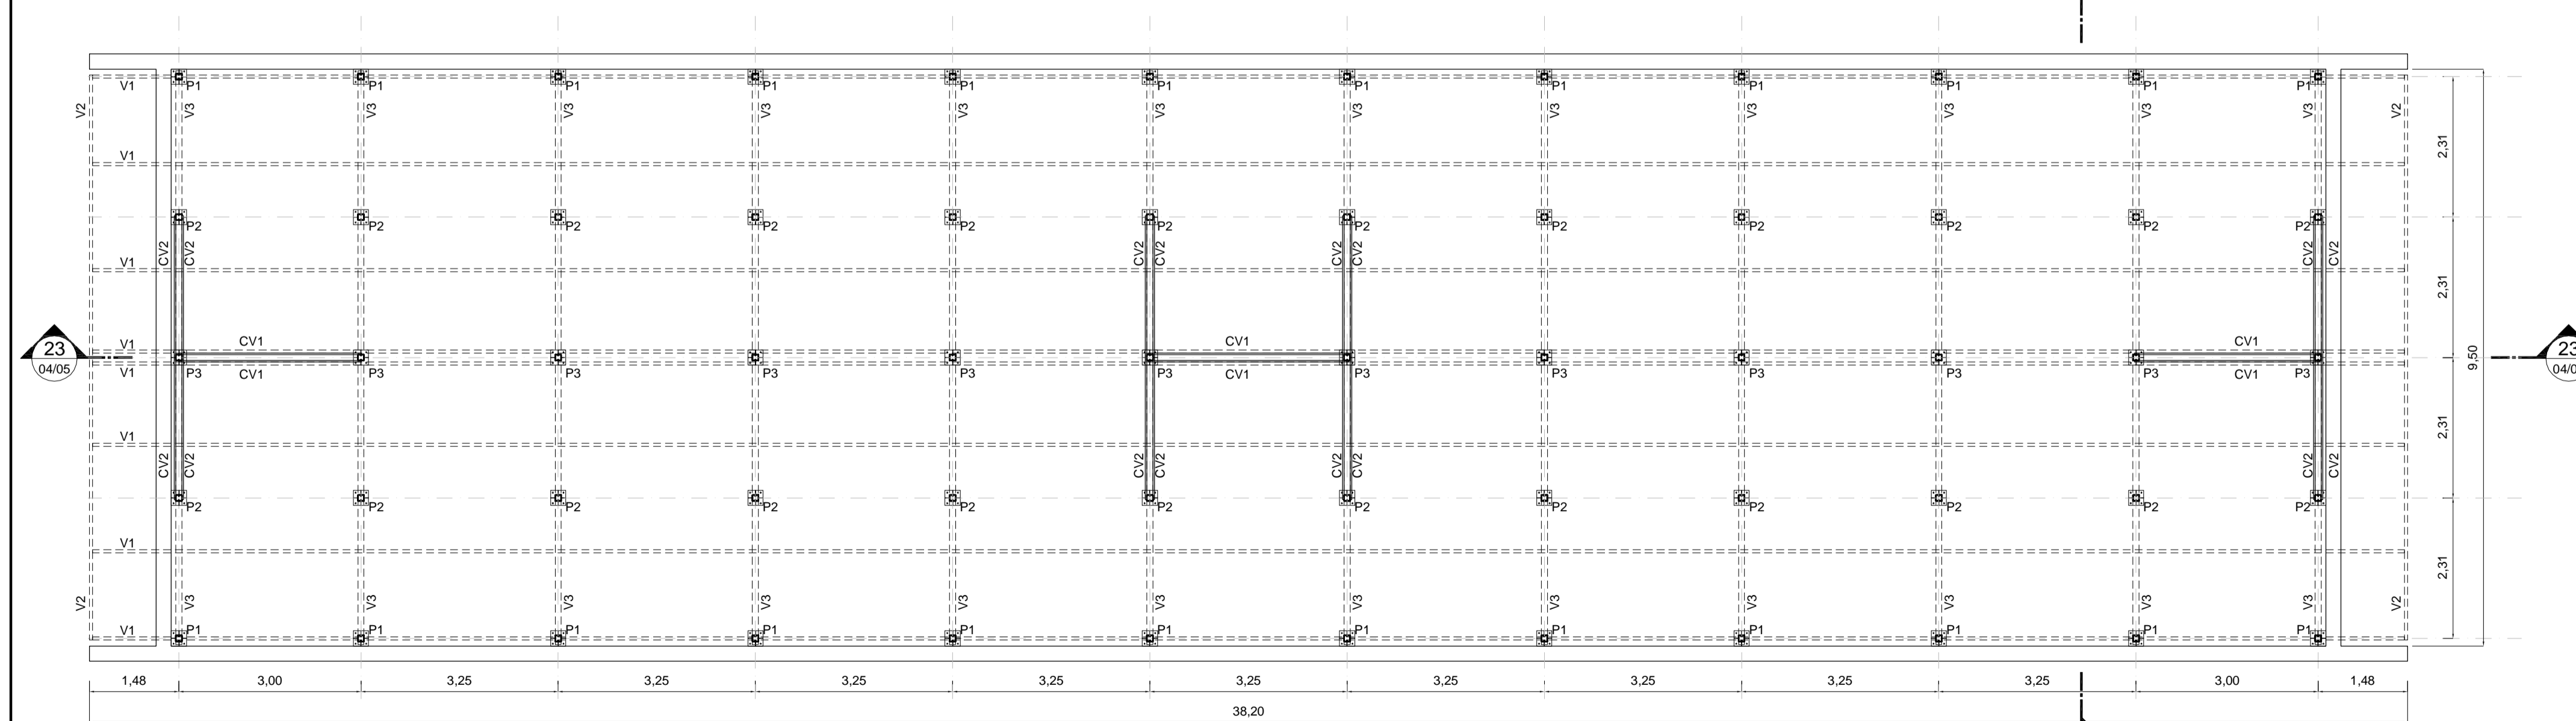 P1 P1 P1 P1 P1 P1 P1 P1 P1 P1 P1 P1
V1
V2 V3 V3 V3 V3 V3 V3 V3 V3 V3 V3 V3 V3 V2
2,31
V1
P2 P2 P2 P2 P2 P2 P2 P2 P2 P2 P2 P2
CV2 CV2 CV2 CV2 CV2 CV2 CV2 CV2
V1
2,31
V1 CV1 CV1 CV1
23 23
9,50
04/05 04/0
V1 CV1 CV1 CV1
P3 P3 P3 P3 P3 P3 P3 P3 P3 P3 P3 P3
2,31
V1
CV2 CV2 CV2 CV2 CV2 CV2 CV2 CV2
P2 P2 P2 P2 P2 P2 P2 P2 P2 P2 P2 P2
V1
2,31
V2 V3 V3 V3 V3 V3 V3 V3 V3 V3 V3 V3 V3 V2
V1 P1 P1 P1 P1 P1 P1 P1 P1 P1 P1 P1 P1
1,48 3,00 3,25 3,25 3,25 3,25 3,25 3,25 3,25 3,25 3,25 3,00 1,48
38,20